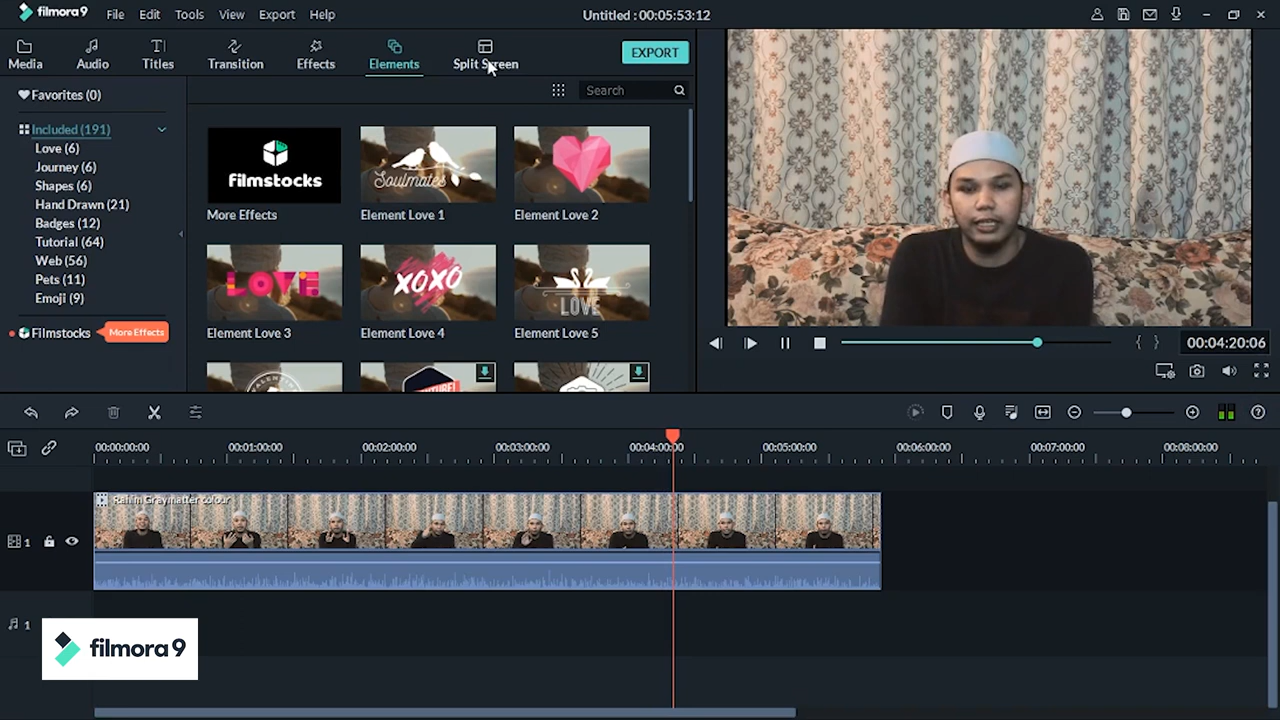 filmora9 File Edit Tools View Export Help Untitled : 00:05:53:12
Media Audio Titles Transition Effects Elements Split Screen EXPORT
Favorites (0)
Search
Included (191)
Love (6)
Journey (6)
Shapes (6)
Hand Drawn (21)
Badges (12)
Tutorial (64)
Web (56)
Pets (11)
Emoji (9)
Filmstocks More Effects
filmstocks
Soulmates
More Effects Element Love 1 Element Love 2
LOVE
XOXO
LOVE
Element Love 3 Element Love 4 Element Love 5
00:04:20:06
00:00:00:00 00:01:00:00 00:02:00:00 00:03:00:00 00:04:00:00 00:05:00:00 00:06:00:00 00:07:00:00 00:08:00:00
Rahim Graymatter colour
1
1
filmora9